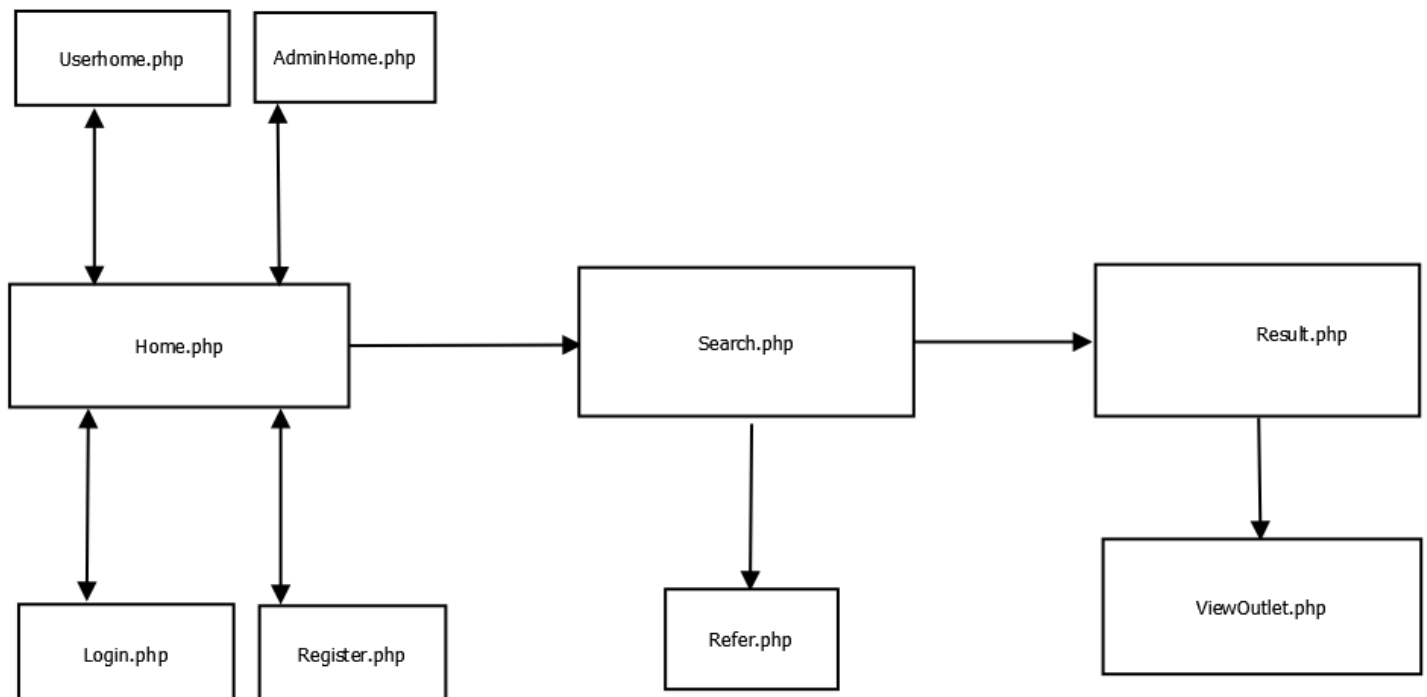 Userhome.php
AdminHome.php
Home.php
Search.php
Result.php
Login.php
Register.php
Refer.php
ViewOutlet.php